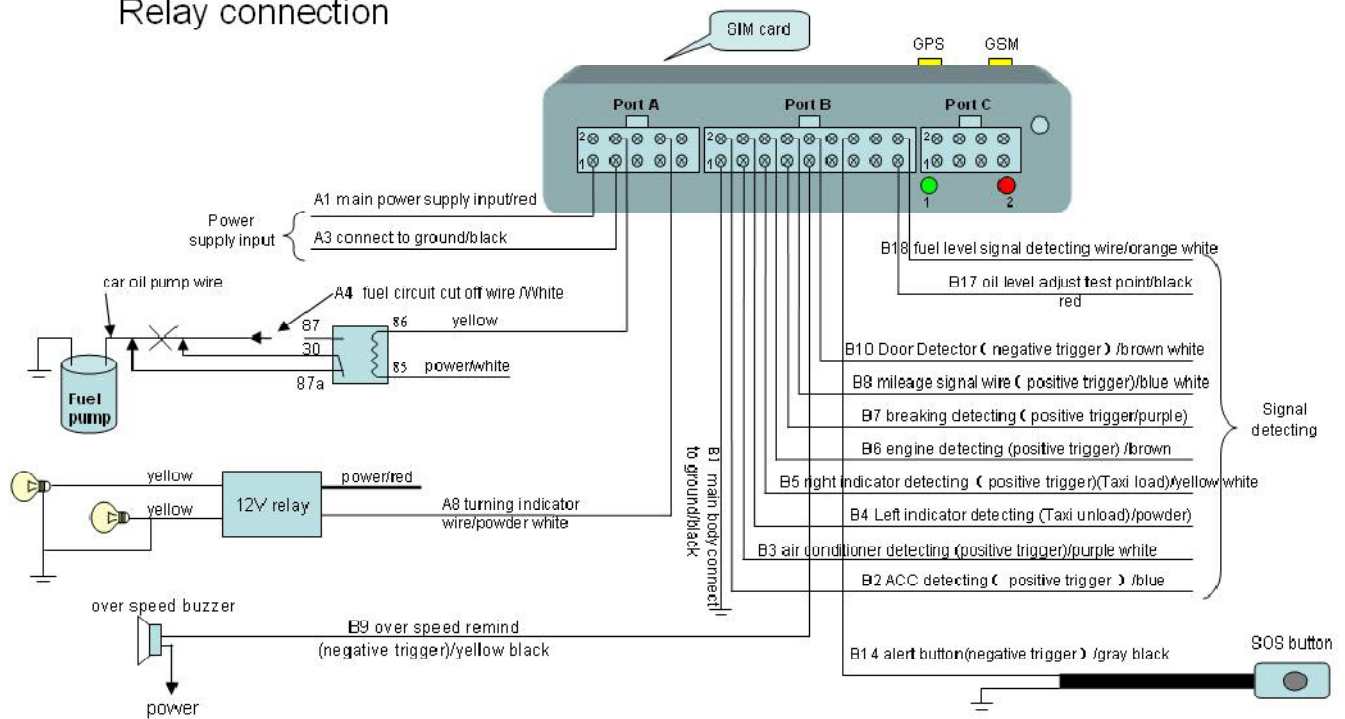 Relay connection
SIM card
GPS
GSM
Port A
Port B
Port C
2
1
2
1
2
1
1
2
A1 main power supply input/red
Power
supply input
A3 connect to ground/black
B18 fuel level signal detecting wire/orange white
B17 oil level adjust test point/black
red
car oil pump wire
A4 fuel circuit cut off wire /White
87
86
yellow
30
85
power/white
87a
Fuel
pump
B10 Door Detector ( negative trigger ) /brown white
B8 mileage signal wire ( positive trigger)/blue white
B7 breaking detecting ( positive trigger/purple)
B6 engine detecting (positive trigger) /brown
B5 right indicator detecting ( positive trigger)(Taxi load)/yellow white
B4 Left indicator detecting (Taxi unload)/powder)
B3 air conditioner detecting (positive trigger)/purple white
B2 ACC detecting ( positive trigger ) /blue
Signal
detecting
B1 main body connect
to ground/black
yellow
yellow
12V relay
power/red
A8 turning indicator
wire/powder white
over speed buzzer
B9 over speed remind
(negative trigger)/yellow black
power
B14 alert button(negative trigger ) /gray black
SOS button